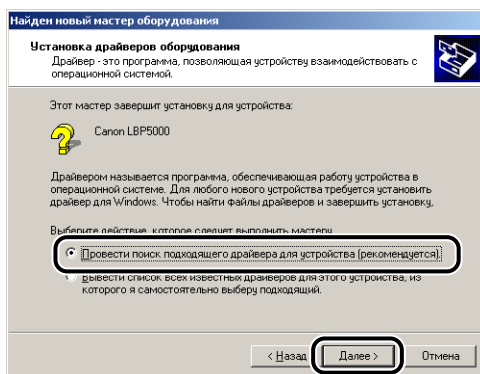 Найден новый мастер оборудования
Установка драйверов оборудования
Драйвер - это программа, позволяющая устройству взаимодействовать с
операционной системой.
Этот мастер завершит установку для устройства:
Canon LBP5000
Драйвером называется программа, обеспечивающая работу устройства в
операционной системе. Для любого нового устройства требуется установить
драйвер для Windows. Чтобы найти файлы драйверов и завершить установку,
Выберите действие, которое следует выполнить мастеру
Провести поиск подходящего драйвера для устройства (рекомендуется).
Вывести список всех известных драйверов для этого устройства, из
которого я самостоятельно выберу подходящий.
< Назад
Далее >
Отмена